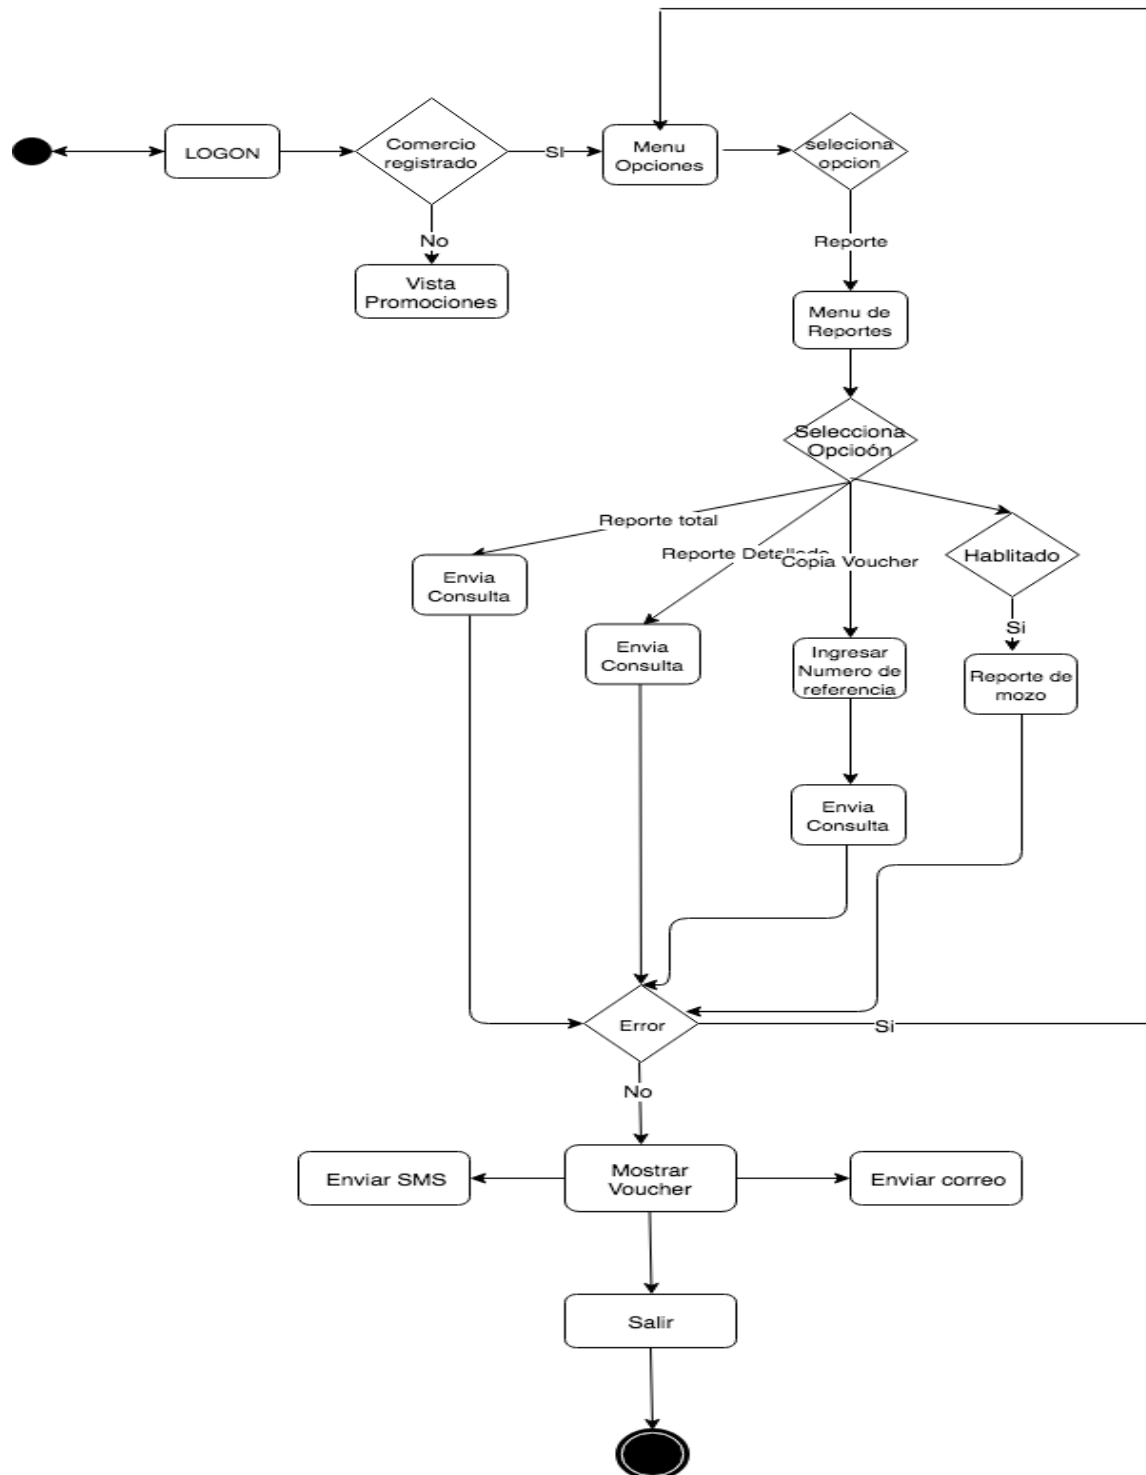 LOGON
Comercio
registrado
SI
Menu
Opciones
seleciona
opcion
No
Vista
Promociones
Reporte
Menu de
Reportes
Selecciona
Opcioón
Reporte total
Reporte Detallado
Copia Voucher
Hablitado
Envia
Consulta
Si
Envia
Consulta
Ingresar
Numero de
referencia
Reporte de
mozo
Envia
Consulta
Error
Si
No
Enviar SMS
Mostrar
Voucher
Enviar correo
Salir